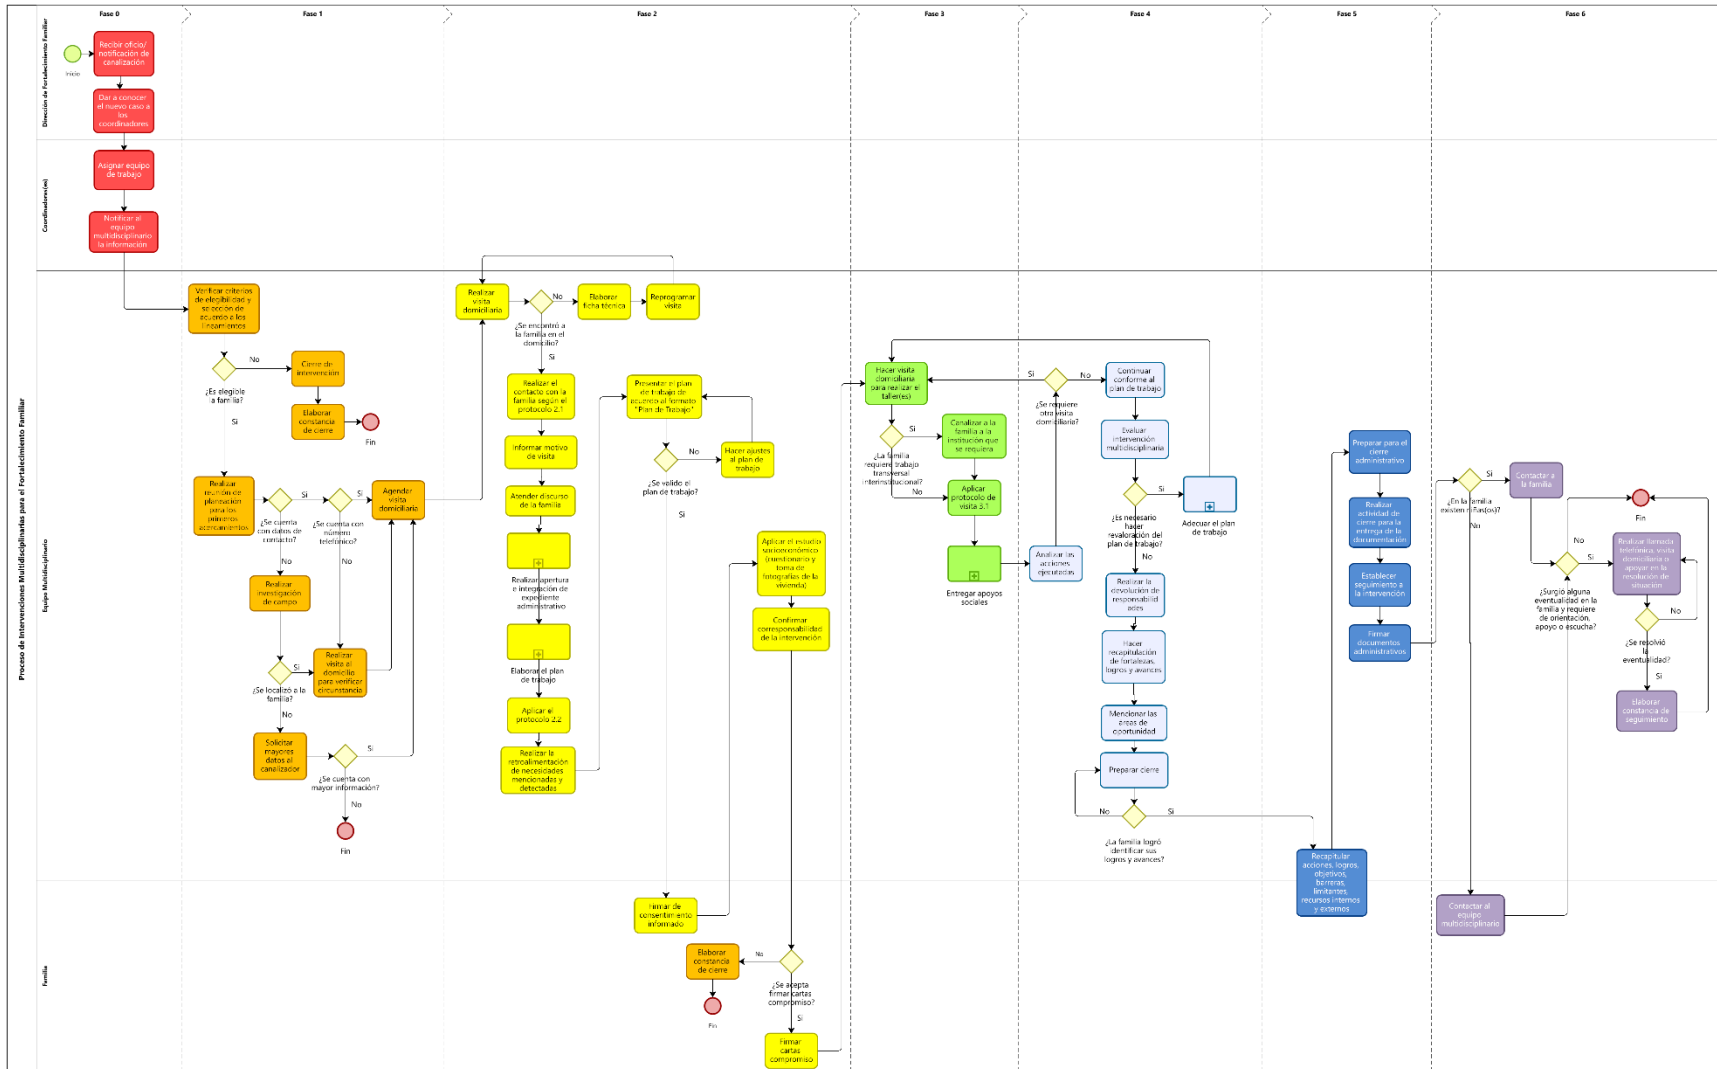 Fase 0
Fase 1
Fase 2
Fase 3
Fase 4
Fase 5
Fase 6
Proceso de Intervenciones Multidisciplinarias para el Fortalecimiento Familiar
Dirección de Fortalecimiento Familiar
Inicio
Recibir oficio/
notificación de
canalización
Dar a conocer
el nuevo caso a
los
coordinadores
Coordinadores(es)
Asignar equipo
de trabajo
Notificar al
equipo
multidisciplinario
la información
Equipo Multidisciplinario
Verificar criterios
de elegibilidad y
selección de
acuerdo a los
lineamientos
¿Es elegible
la familia?
No
Cierre de
intervención
Elaborar
constancia
de cierre
Fin
Si
Realizar
reunión de
planeación
para los
primeros
acercamientos
¿Se cuenta
con datos de
contacto?
Si
¿Se cuenta
con número
telefónico?
Si
Agendar
visita
domiciliaria
No
No
Realizar
investigación
de campo
¿Se localizó a la
familia?
Si
Realizar
visita al
domicilio
para verificar
circunstancia
No
Solicitar
mayores
datos al
canalizador
¿Se cuenta con
mayor información?
Si
No
Fin
Realizar
visita
domiciliaria
¿Se encontró a
la familia en el
domicilio?
No
Elaborar
ficha técnica
Reprogramar
visita
Si
Realizar el
contacto con la
familia según el
protocolo 2.1
Informar motivo
de visita
Atender discurso
de la familia
Realizar apertura
e integración de
expediente
administrativo
Elaborar el plan
de trabajo
Aplicar el
protocolo 2.2
Realizar la
retroalimentación
de necesidades
mencionadas y
detectadas
Presentar el plan
de trabajo de
acuerdo al formato
"Plan de Trabajo"
¿Se valido el
plan de trabajo?
No
Hacer ajustes
al plan de
trabajo
Si
Aplicar el estudio
socioeconómico
(cuestionario y
toma de
fotografías de la
vivienda)
Confirmar
corresponsabilidad
de la intervención
Hacer visita
domiciliaria
para realizar el
taller(es)
¿La familia
requiere trabajo
transversal
interinstitucional?
Si
Canalizar a la
familia a la
institución que
se requiera
No
Aplicar
protocolo de
visita 3.1
Entregar apoyos
sociales
Analizar las
acciones
ejecutadas
¿Se requiere
otra visita
domiciliaria?
Si
No
Continuar
conforme al
plan de trabajo
Evaluar
intervención
multidisciplinaria
¿Es necesario
hacer
revaloración del
plan de trabajo?
Si
Adecuar el plan
de trabajo
No
Realizar la
devolución de
responsabilid
ades
Hacer
recapitulación de
fortalezas,
logros y avances
Mencionar las
áreas de
oportunidad
Preparar cierre
No
Si
¿La familia logró
identificar sus
logros y avances?
Recapitular
acciones, logros,
objetivos,
barreras,
limitantes,
recursos internos
y externos
Preparar para el
cierre
administrativo
Realizar
actividad de
cierre para la
entrega de la
documentación
Establecer
seguimiento a
la intervención
Firmar
documentos
administrativos
¿En la familia
existen niñas(os)?
Si
Contactar a
la familia
No
No
¿Surgió alguna
eventualidad en la
familia y requiere
de orientación,
apoyo o escucha?
Si
Realizar llamada
telefónica, visita
domiciliaria o
apoyar en la
resolución de
situación
Fin
No
¿Se resolvió
la
eventualidad?
Si
Elaborar
constancia de
seguimiento
Familia
Firmar de
consentimiento
informado
Elaborar
constancia
de cierre
No
¿Se acepta
firmar cartas
compromiso?
Fin
Si
Firmar
cartas
compromiso
Contactar al
equipo
multidisciplinario